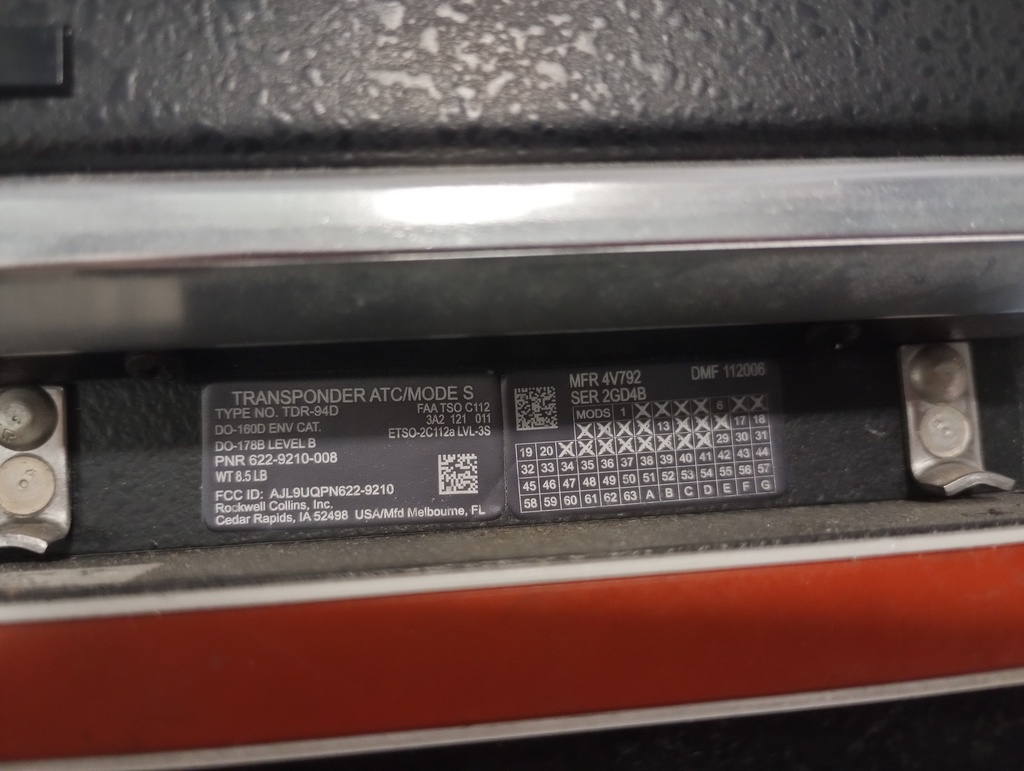 TRANSPONDER ATC/MODE S
TYPE NO. TDR-94D
FAA TSO C112
DO-160D ENV CAT.
3A2 121 011
DO-178B LEVEL B
ETSO-2C112a LVL-3S
PNR 622-9210-008
WT 8.5 LB
FCC ID: AJL9UQPN622-9210
Rockwell Collins, Inc.
Cedar Rapids, IA 52498 USA/Mfd Melbourne, FL
MFR 4V792
DMF 112006
SER 2GD4B
MODS 1 6
13 17 18
19 20 29 30 31
32 33 34 35 36 37 38 39 40 41 42 43 44
45 46 47 48 49 50 51 52 53 54 55 56 57
58 59 60 61 62 63 A B C D E F G